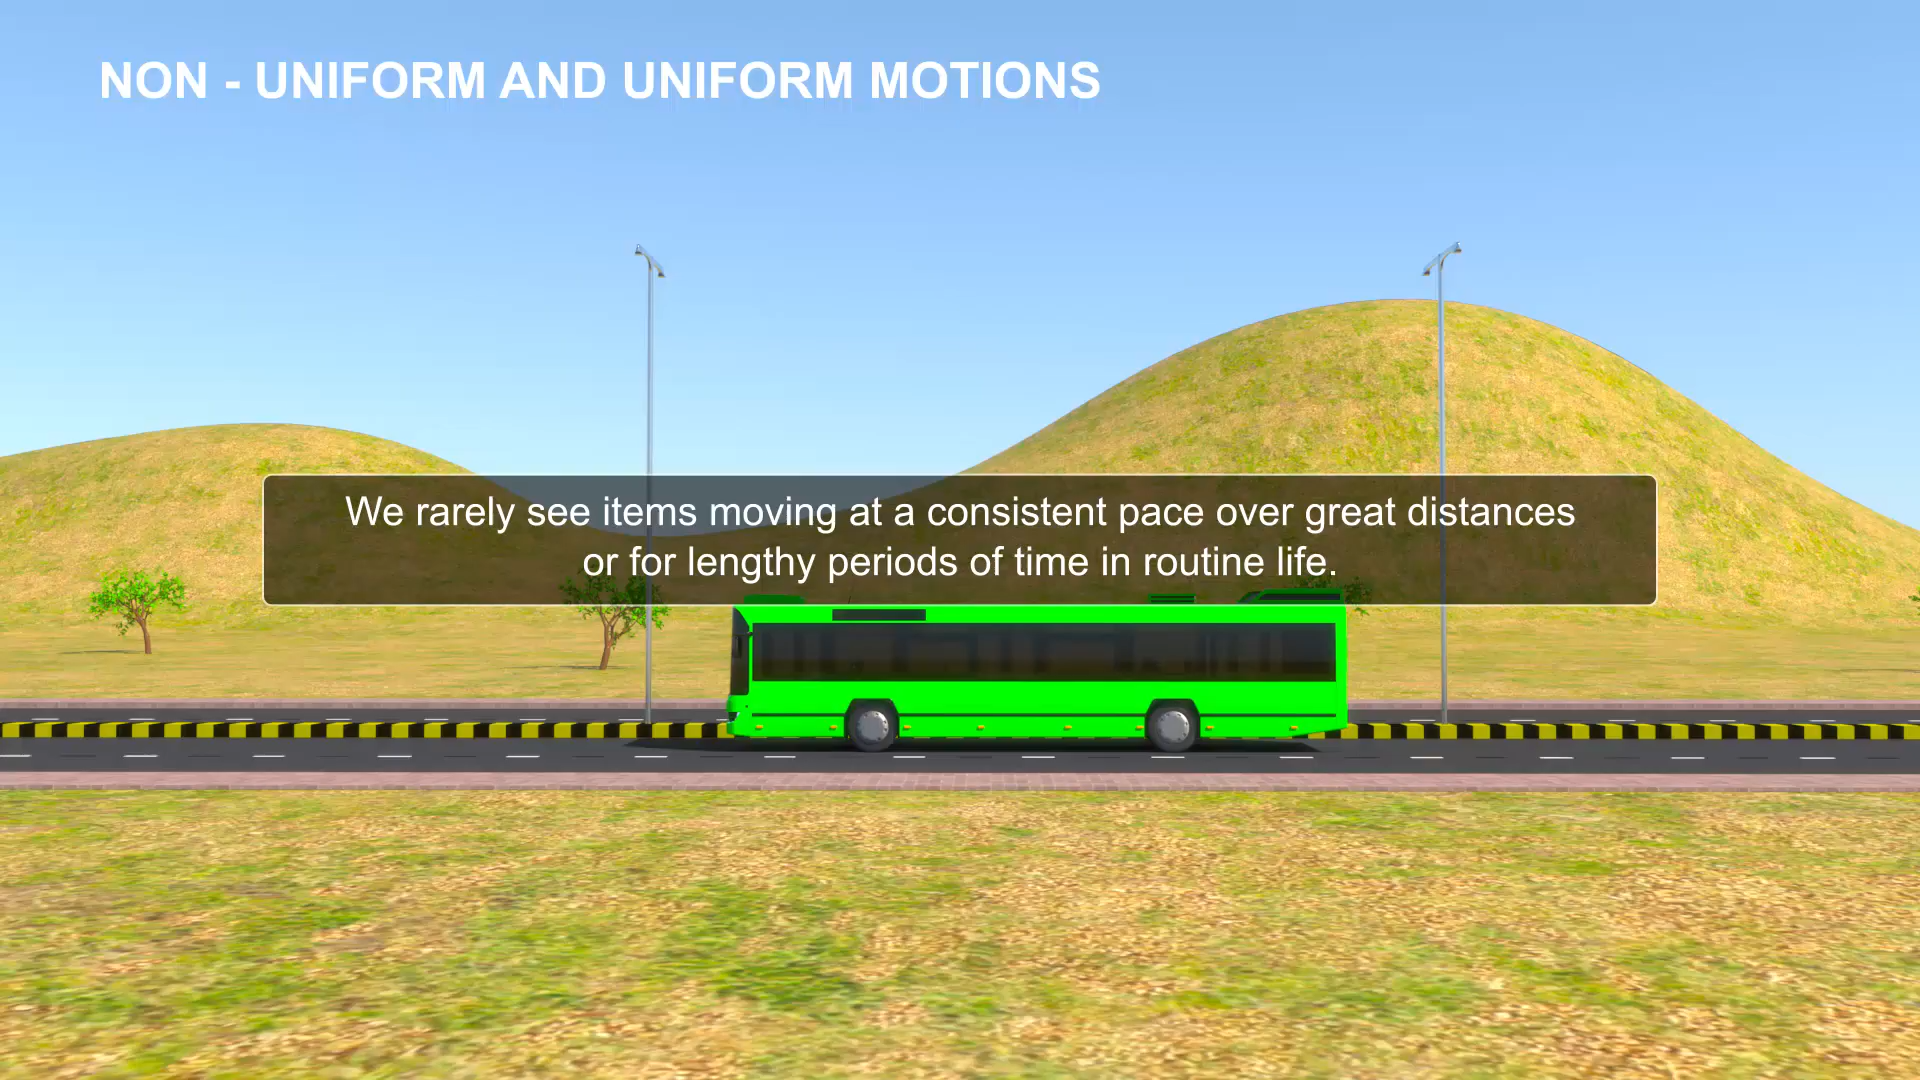 NON - UNIFORM AND UNIFORM MOTIONS
We rarely see items moving at a consistent pace over great distances
or for lengthy periods of time in routine life.